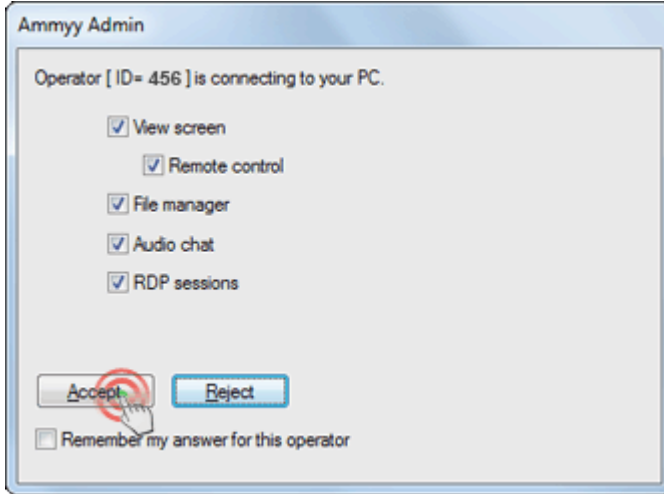 Ammyy Admin
Operator [ ID= 456 ] is connecting to your PC.
View screen
Remote control
File manager
Audio chat
RDP sessions
Accept Reject
Remember my answer for this operator